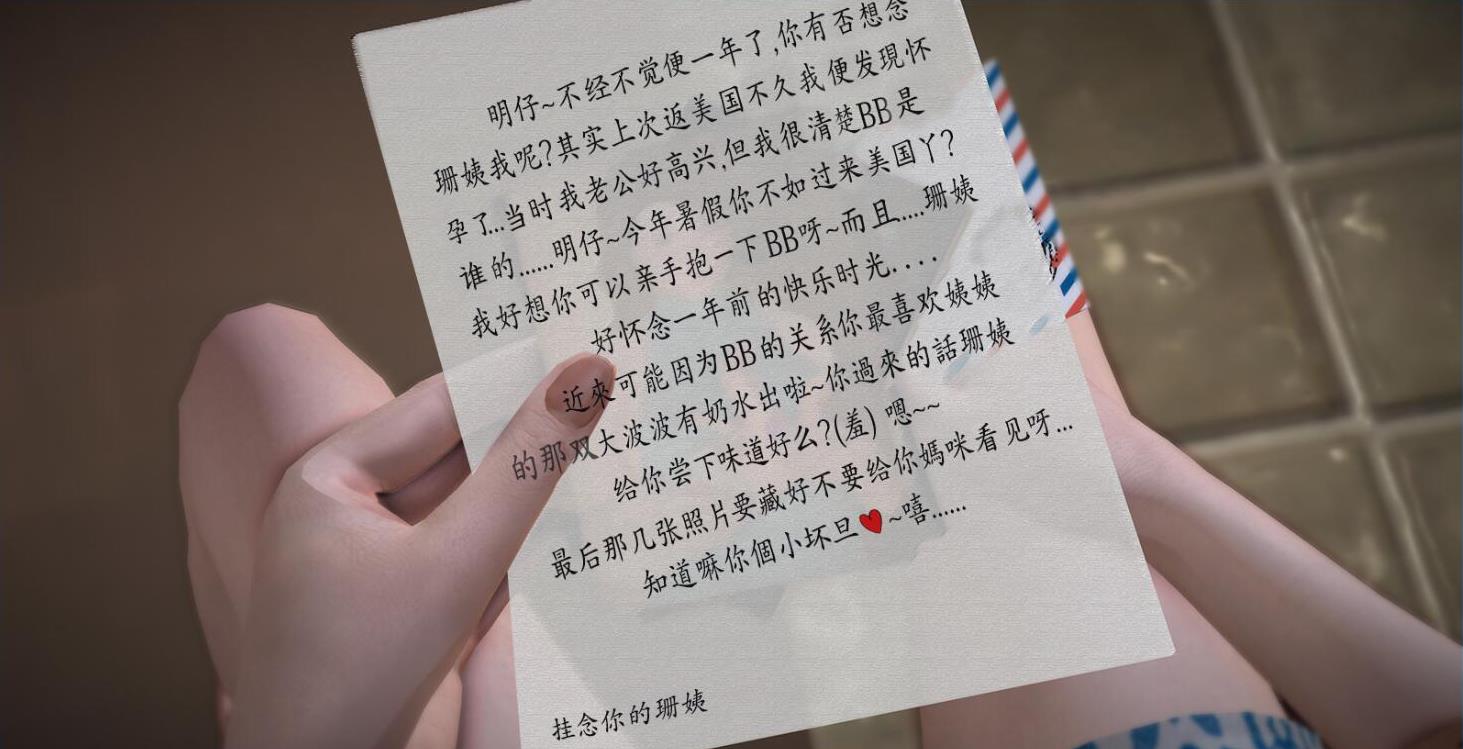 明仔~不经不觉便一年了,你有否想念
珊姨我呢?其实上次返美国不久我便发現怀
孕了...当时我老公好高兴,但我很清楚BB是
谁的......明仔~今年暑假你不如过来美国丫?
我好想你可以亲手抱一下BB呀~而且....珊姨
好怀念一年前的快乐时光....
近來可能因为BB的关系你最喜欢姨姨
的那双大波波有奶水出啦~你過來的話珊姨
给你尝下味道好么?(羞) 嗯~~
最后那几张照片要藏好不要给你媽咪看见呀...
知道嘛你個小坏旦❤~嘻......
挂念你的珊姨